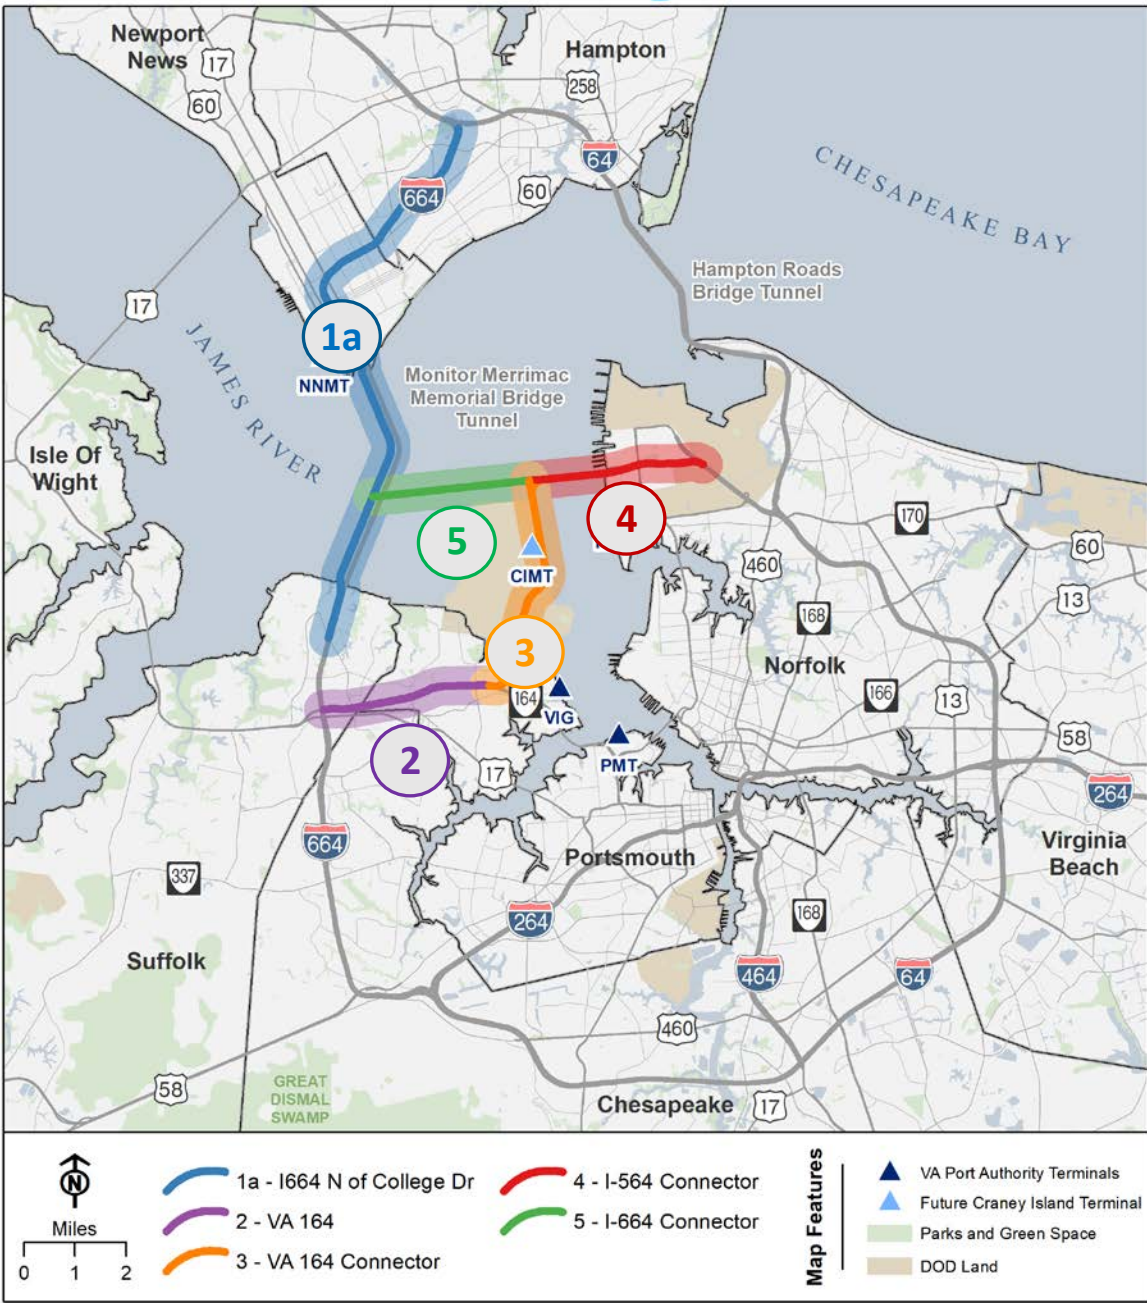 Newport
News
17
60
Hampton
258
64
60
664
CHESAPEAKE BAY
Hampton Roads
Bridge Tunnel
17
JAMES RIVER
1a
NNMT
Monitor Merrimac
Memorial Bridge
Tunnel
Isle Of
Wight
5
4
170
60
CIMT
460
13
168
3
Norfolk
164
VIG
166
13
2
17
PMT
58
264
664
Portsmouth
Virginia
Beach
337
264
168
Suffolk
464
64
460
58
GREAT
DISMAL
SWAMP
Chesapeake
17
N
Miles
0 1 2
1a - I664 N of College Dr
2 - VA 164
3 - VA 164 Connector
4 - I-564 Connector
5 - I-664 Connector
Map Features
VA Port Authority Terminals
Future Craney Island Terminal
Parks and Green Space
DOD Land